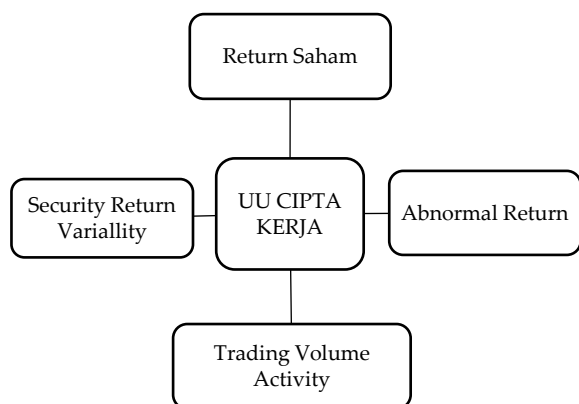 Return Saham
Security Return
Variallity
UU CIPTA
KERJA
Abnormal Return
Trading Volume
Activity